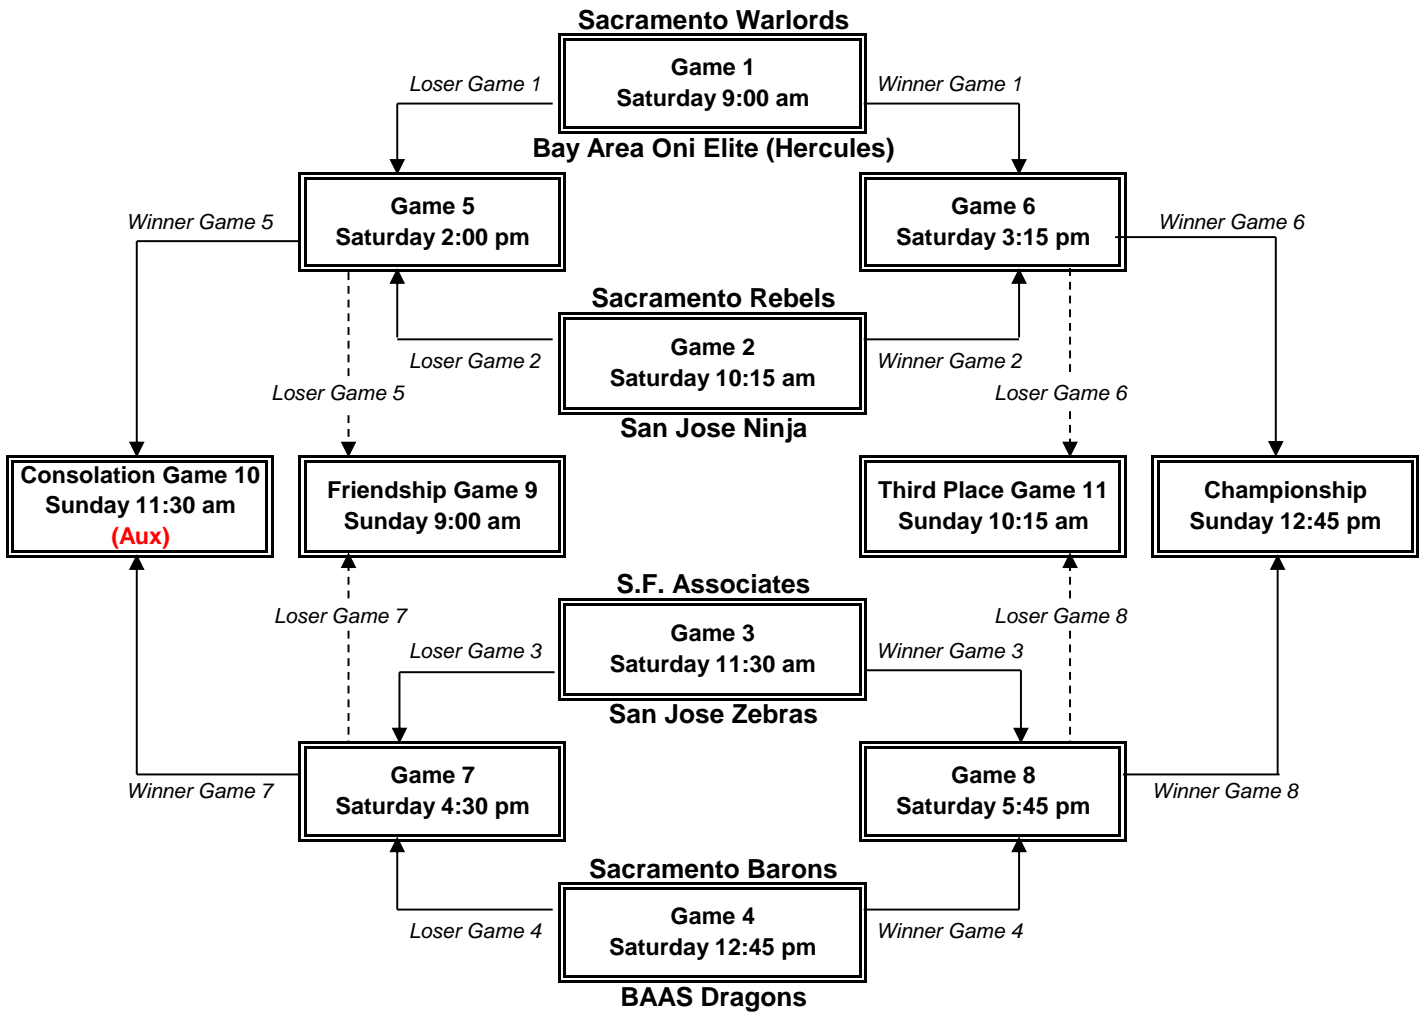 Sacramento Warlords
Game 1
Saturday 9:00 am
Loser Game 1
Winner Game 1
Bay Area Oni Elite (Hercules)
Game 5
Saturday 2:00 pm
Game 6
Saturday 3:15 pm
Winner Game 5
Winner Game 6
Sacramento Rebels
Game 2
Saturday 10:15 am
Loser Game 2
Winner Game 2
Loser Game 5
Loser Game 6
San Jose Ninja
Consolation Game 10
Sunday 11:30 am
(Aux)
Friendship Game 9
Sunday 9:00 am
Third Place Game 11
Sunday 10:15 am
Championship
Sunday 12:45 pm
S.F. Associates
Loser Game 7
Loser Game 8
Game 3
Saturday 11:30 am
Loser Game 3
Winner Game 3
San Jose Zebras
Game 7
Saturday 4:30 pm
Game 8
Saturday 5:45 pm
Winner Game 7
Winner Game 8
Sacramento Barons
Game 4
Saturday 12:45 pm
Loser Game 4
Winner Game 4
BAAS Dragons